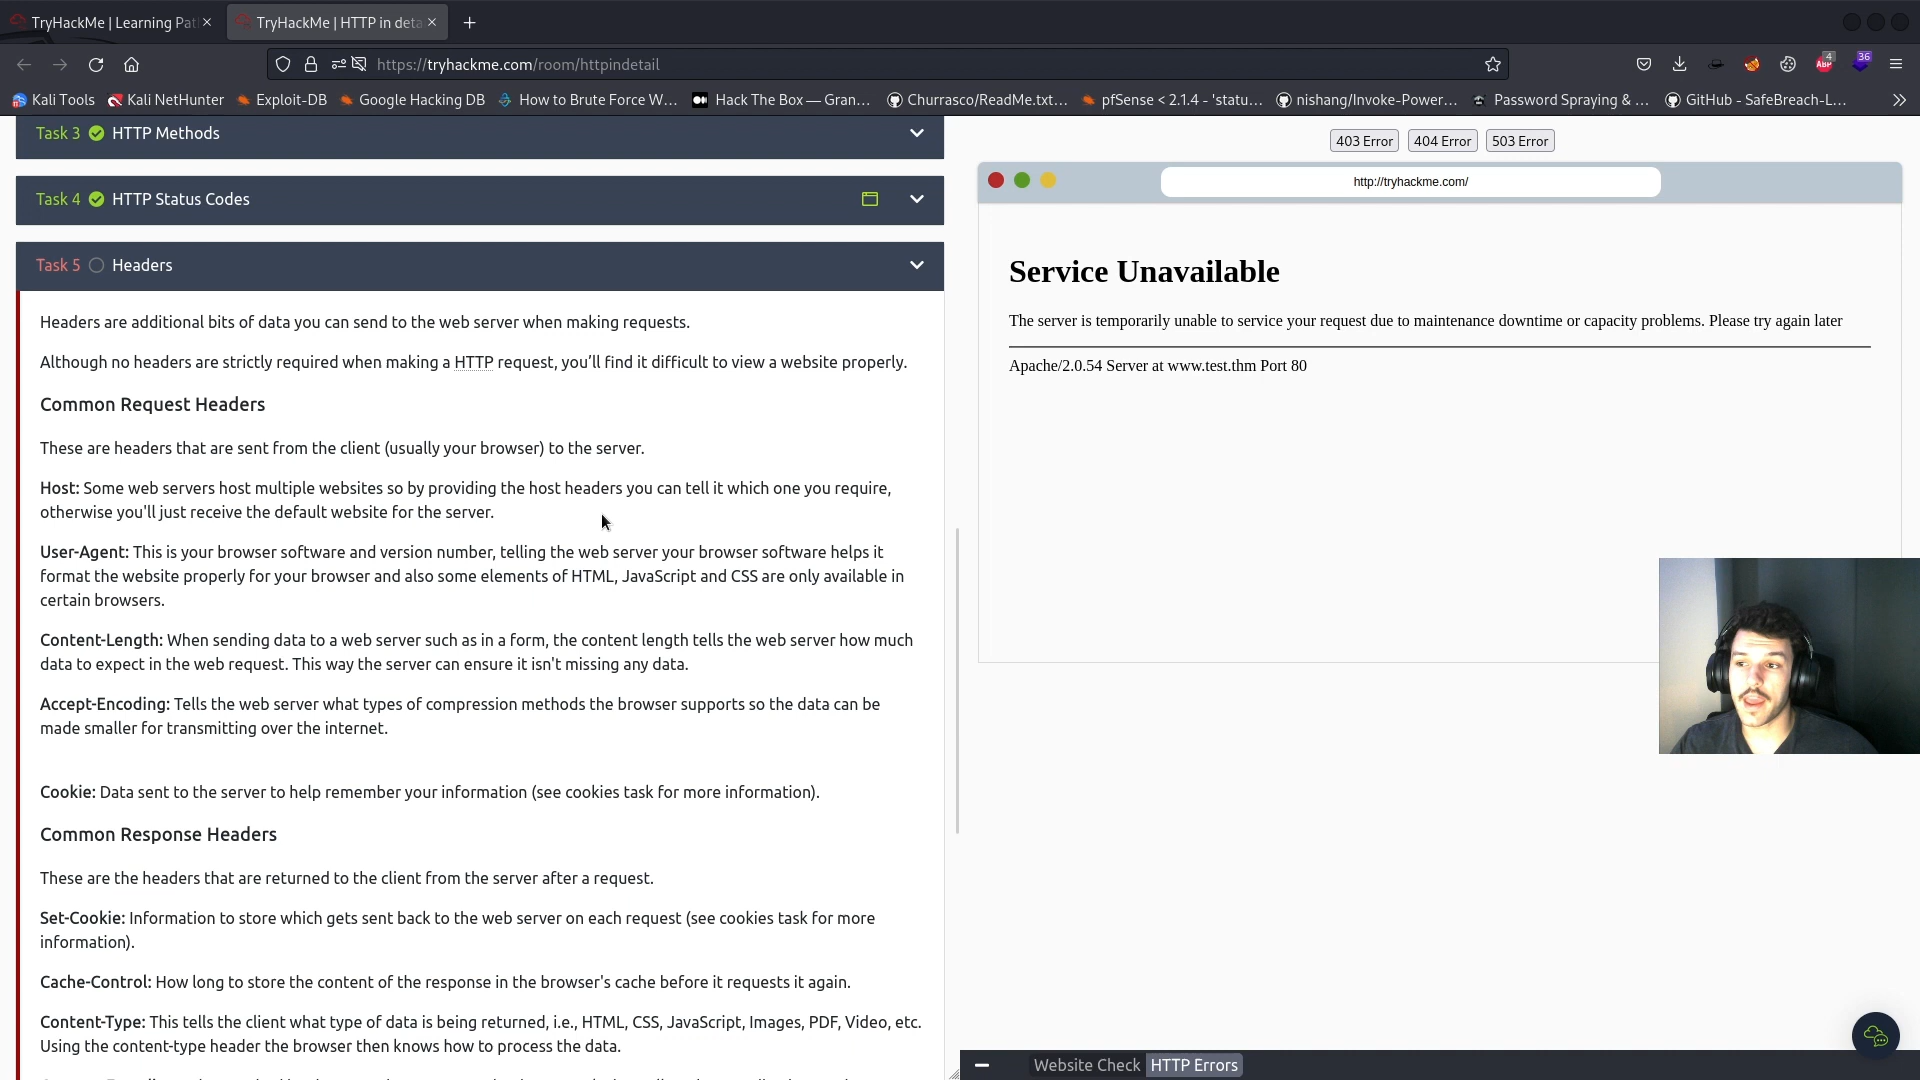 TryHackMe | Learning Pat
TryHackMe | HTTP in deta
https://tryhackme.com/room/httpindetail
4
36
ABP
Kali Tools
Kali NetHunter
Exploit-DB
Google Hacking DB
How to Brute Force W...
Hack The Box — Gran...
Churrasco/ReadMe.txt...
pfSense < 2.1.4 - 'statu...
nishang/Invoke-Power...
Password Spraying & ...
GitHub - SafeBreach-L...
Task 3 HTTP Methods
Task 4 HTTP Status Codes
Task 5 Headers
Headers are additional bits of data you can send to the web server when making requests.
Although no headers are strictly required when making a HTTP request, you’ll find it difficult to view a website properly.
Common Request Headers
These are headers that are sent from the client (usually your browser) to the server.
Host: Some web servers host multiple websites so by providing the host headers you can tell it which one you require,
otherwise you'll just receive the default website for the server.
User-Agent: This is your browser software and version number, telling the web server your browser software helps it
format the website properly for your browser and also some elements of HTML, JavaScript and CSS are only available in
certain browsers.
Content-Length: When sending data to a web server such as in a form, the content length tells the web server how much
data to expect in the web request. This way the server can ensure it isn't missing any data.
Accept-Encoding: Tells the web server what types of compression methods the browser supports so the data can be
made smaller for transmitting over the internet.
Cookie: Data sent to the server to help remember your information (see cookies task for more information).
Common Response Headers
These are the headers that are returned to the client from the server after a request.
Set-Cookie: Information to store which gets sent back to the web server on each request (see cookies task for more
information).
Cache-Control: How long to store the content of the response in the browser's cache before it requests it again.
Content-Type: This tells the client what type of data is being returned, i.e., HTML, CSS, JavaScript, Images, PDF, Video, etc.
Using the content-type header the browser then knows how to process the data.
403 Error
404 Error
503 Error
http://tryhackme.com/
Service Unavailable
The server is temporarily unable to service your request due to maintenance downtime or capacity problems. Please try again later
Apache/2.0.54 Server at www.test.thm Port 80
Website Check
HTTP Errors